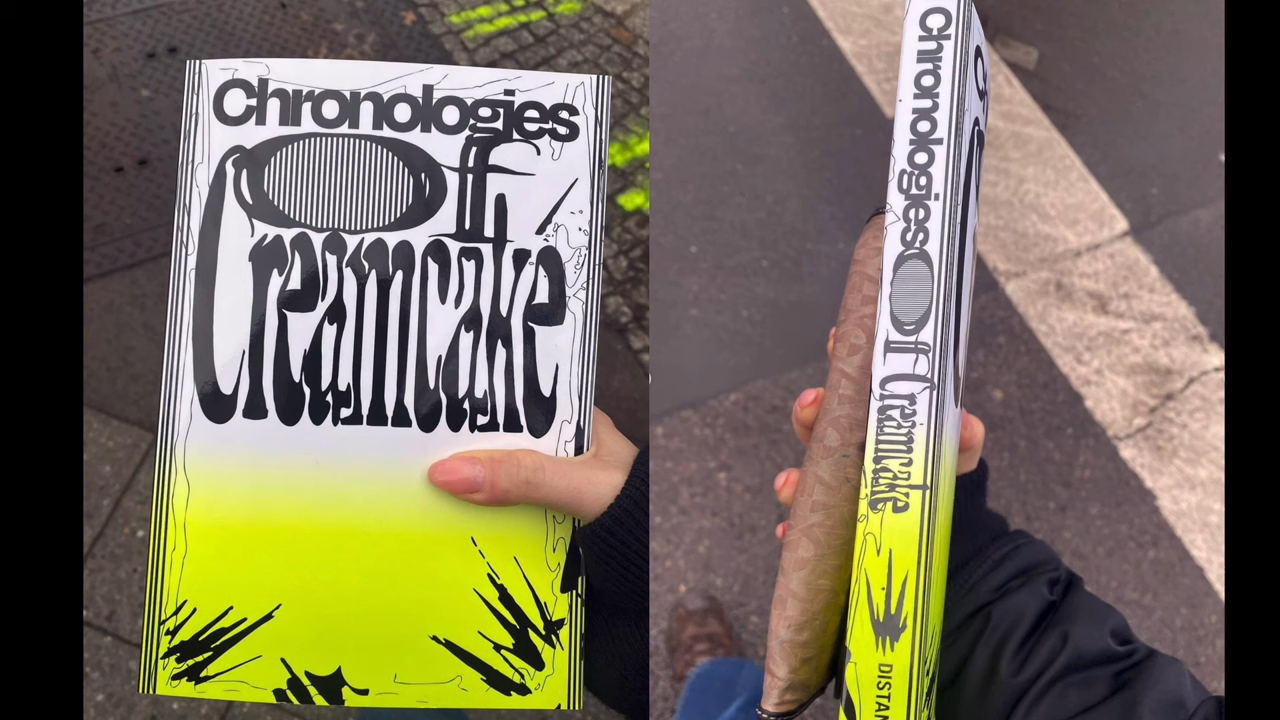 Chronologies
Of
Creamcake
Chronologies Of Creamcake
DISTAN